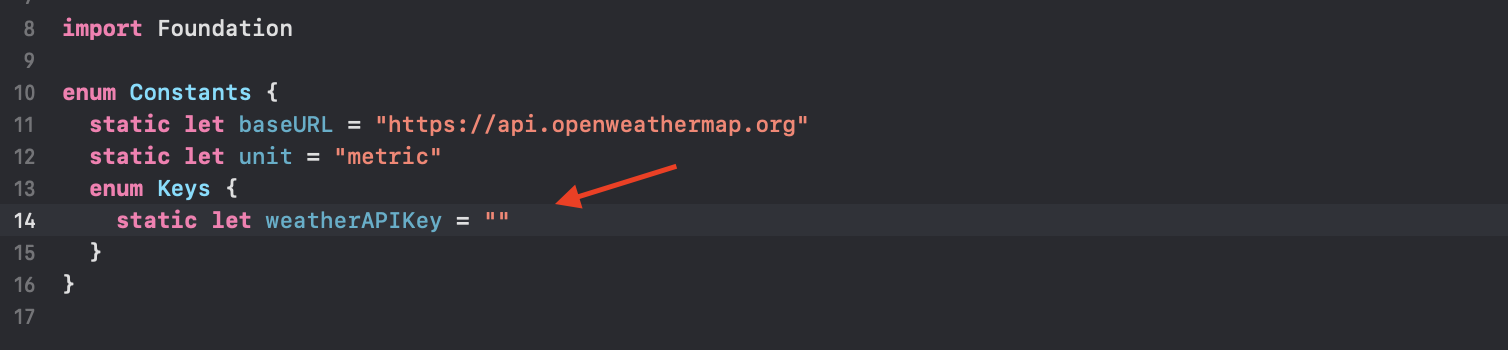 8 import Foundation
9
10 enum Constants {
11   static let baseURL = "https://api.openweathermap.org"
12   static let unit = "metric"
13   enum Keys {
14     static let weatherAPIKey = ""
15   }
16 }
17